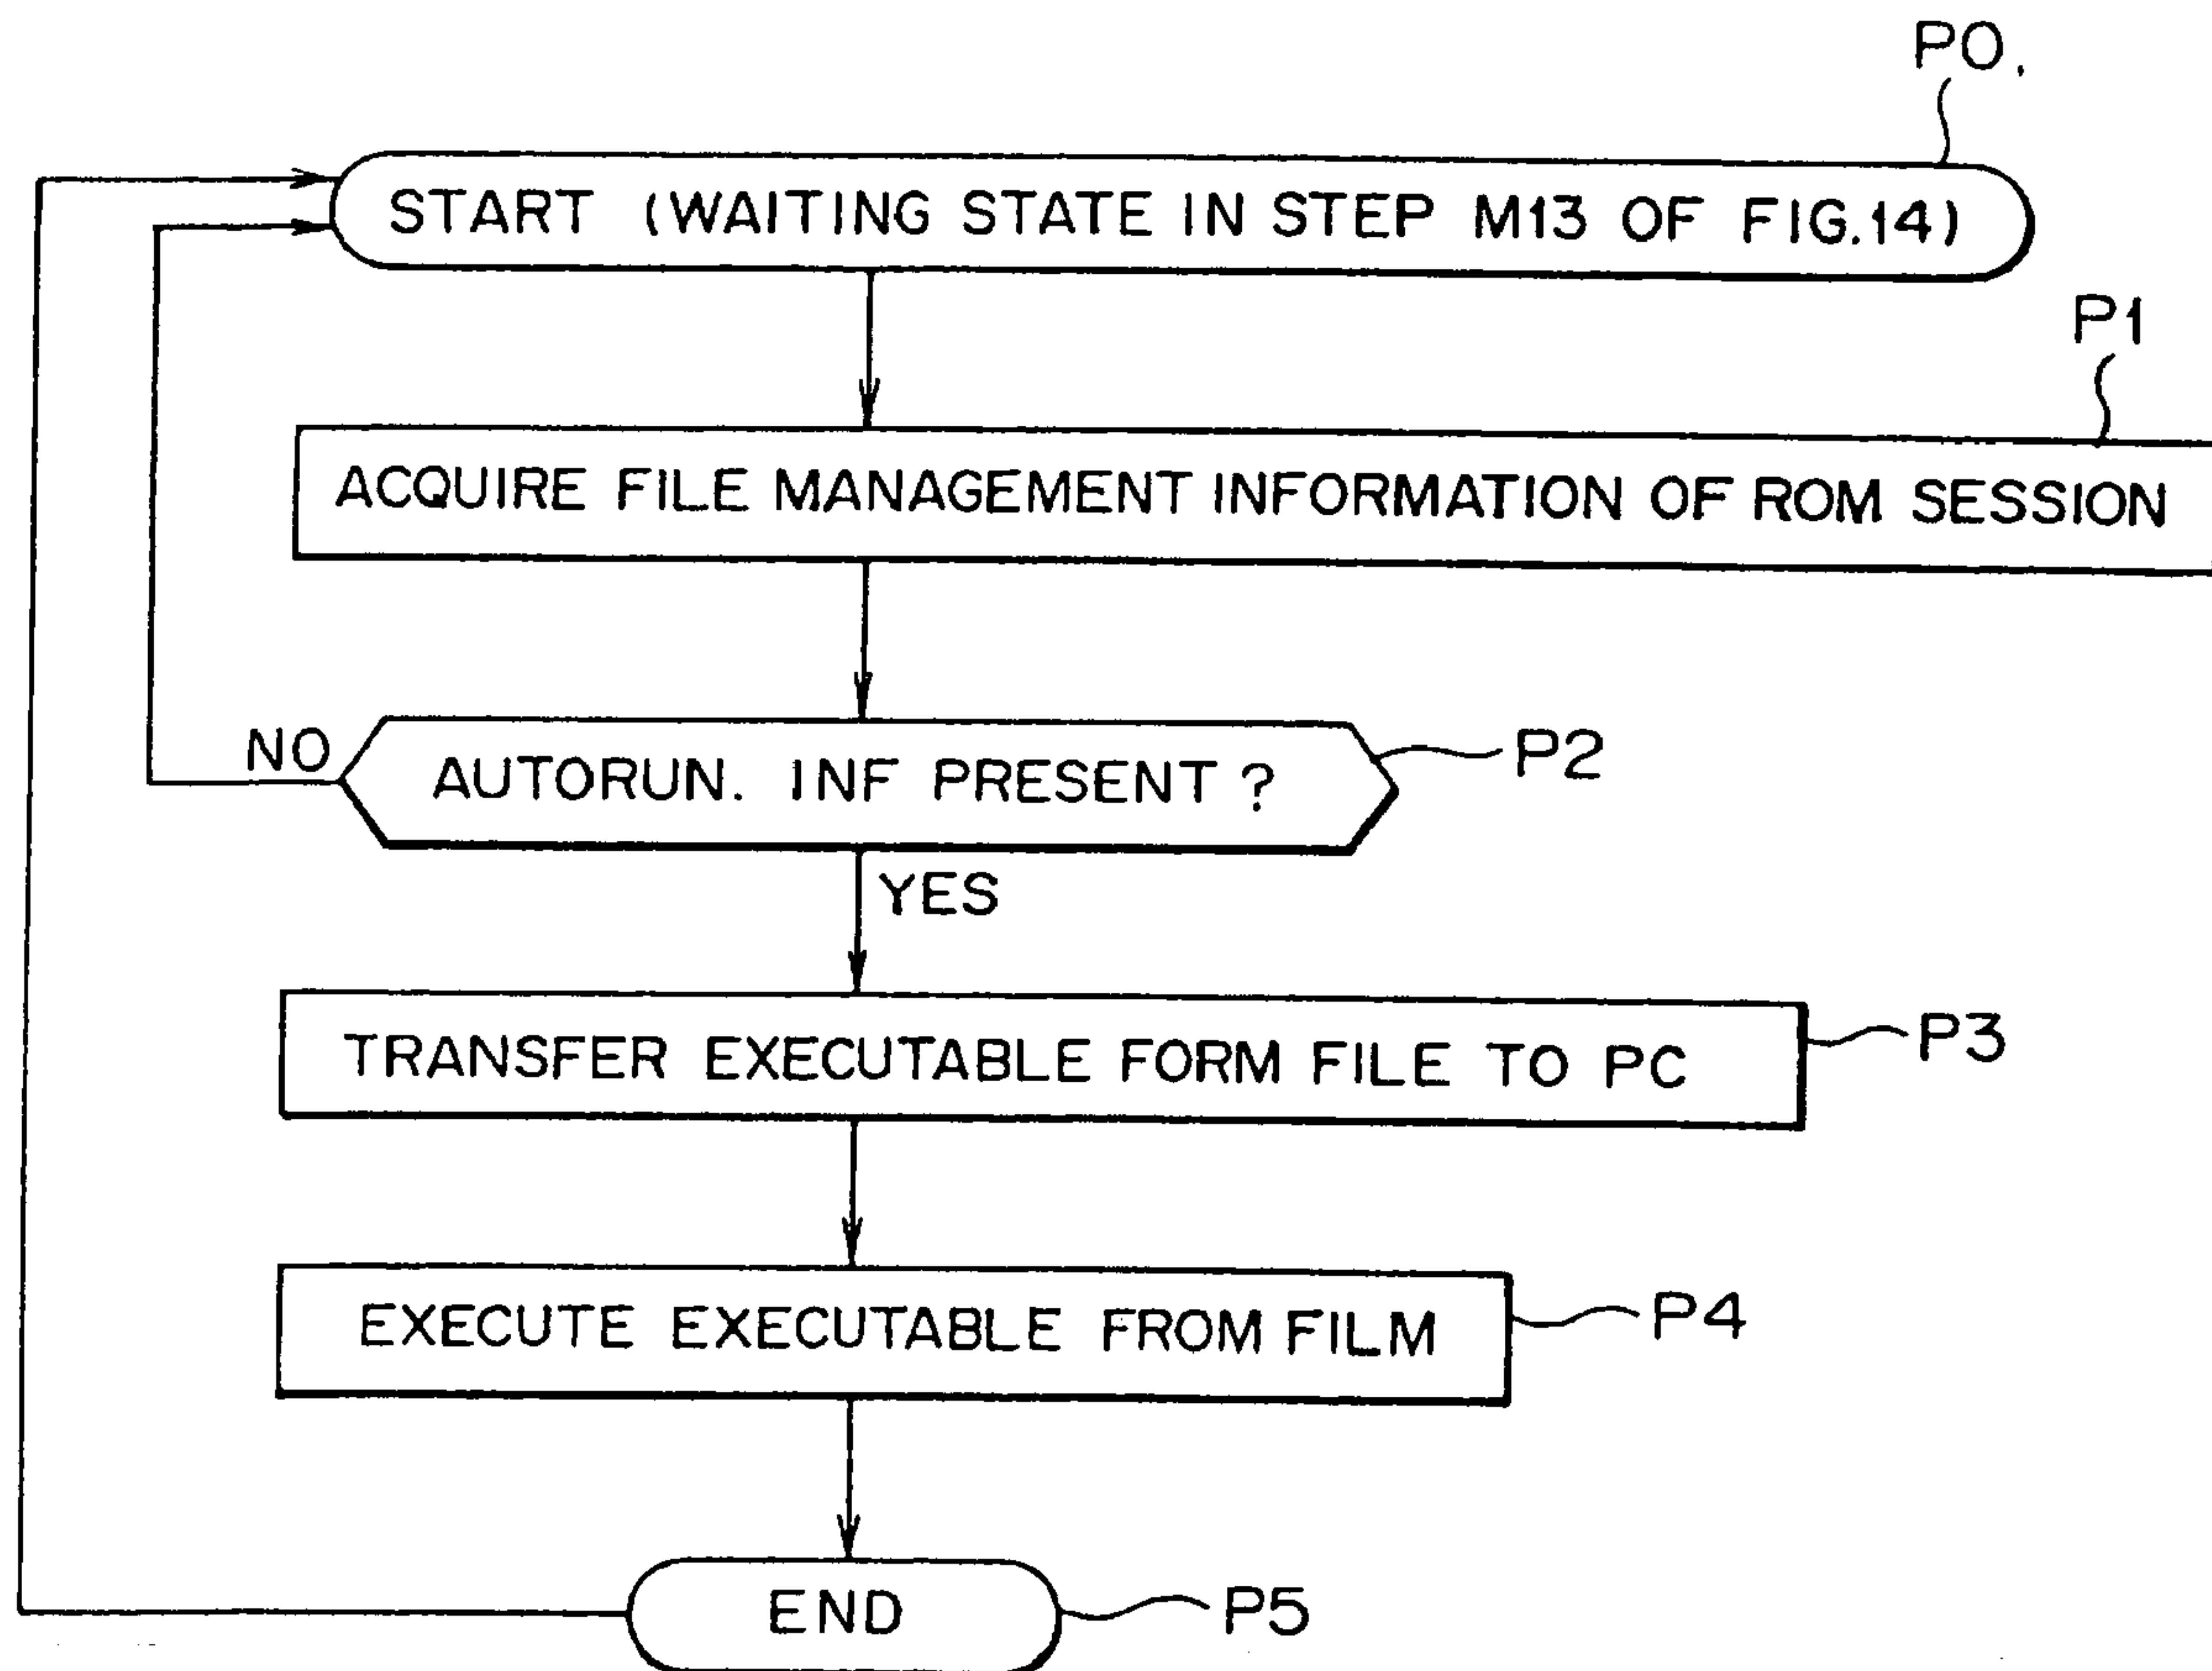 P0.
START (WAITING STATE IN STEP M13 OF FIG.14)
P1
ACQUIRE FILE MANAGEMENT INFORMATION OF ROM SESSION
NO
AUTORUN. INF PRESENT ?
P2
YES
TRANSFER EXECUTABLE FORM FILE TO PC
P3
EXECUTE EXECUTABLE FROM FILM
P4
END
P5